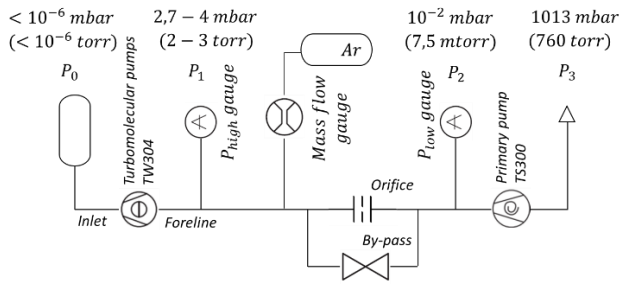 < 10⁻⁶ mbar
(< 10⁻⁶ torr)
P₀
2,7 – 4 mbar
(2 – 3 torr)
P₁
Ar
10⁻² mbar
(7,5 mtorr)
P₂
1013 mbar
(760 torr)
P₃
Turbomolecular pumps
TW304
P_high gauge
Mass flow
gauge
P_low gauge
Primary pump
TS300
Inlet
Foreline
Orifice
By-pass